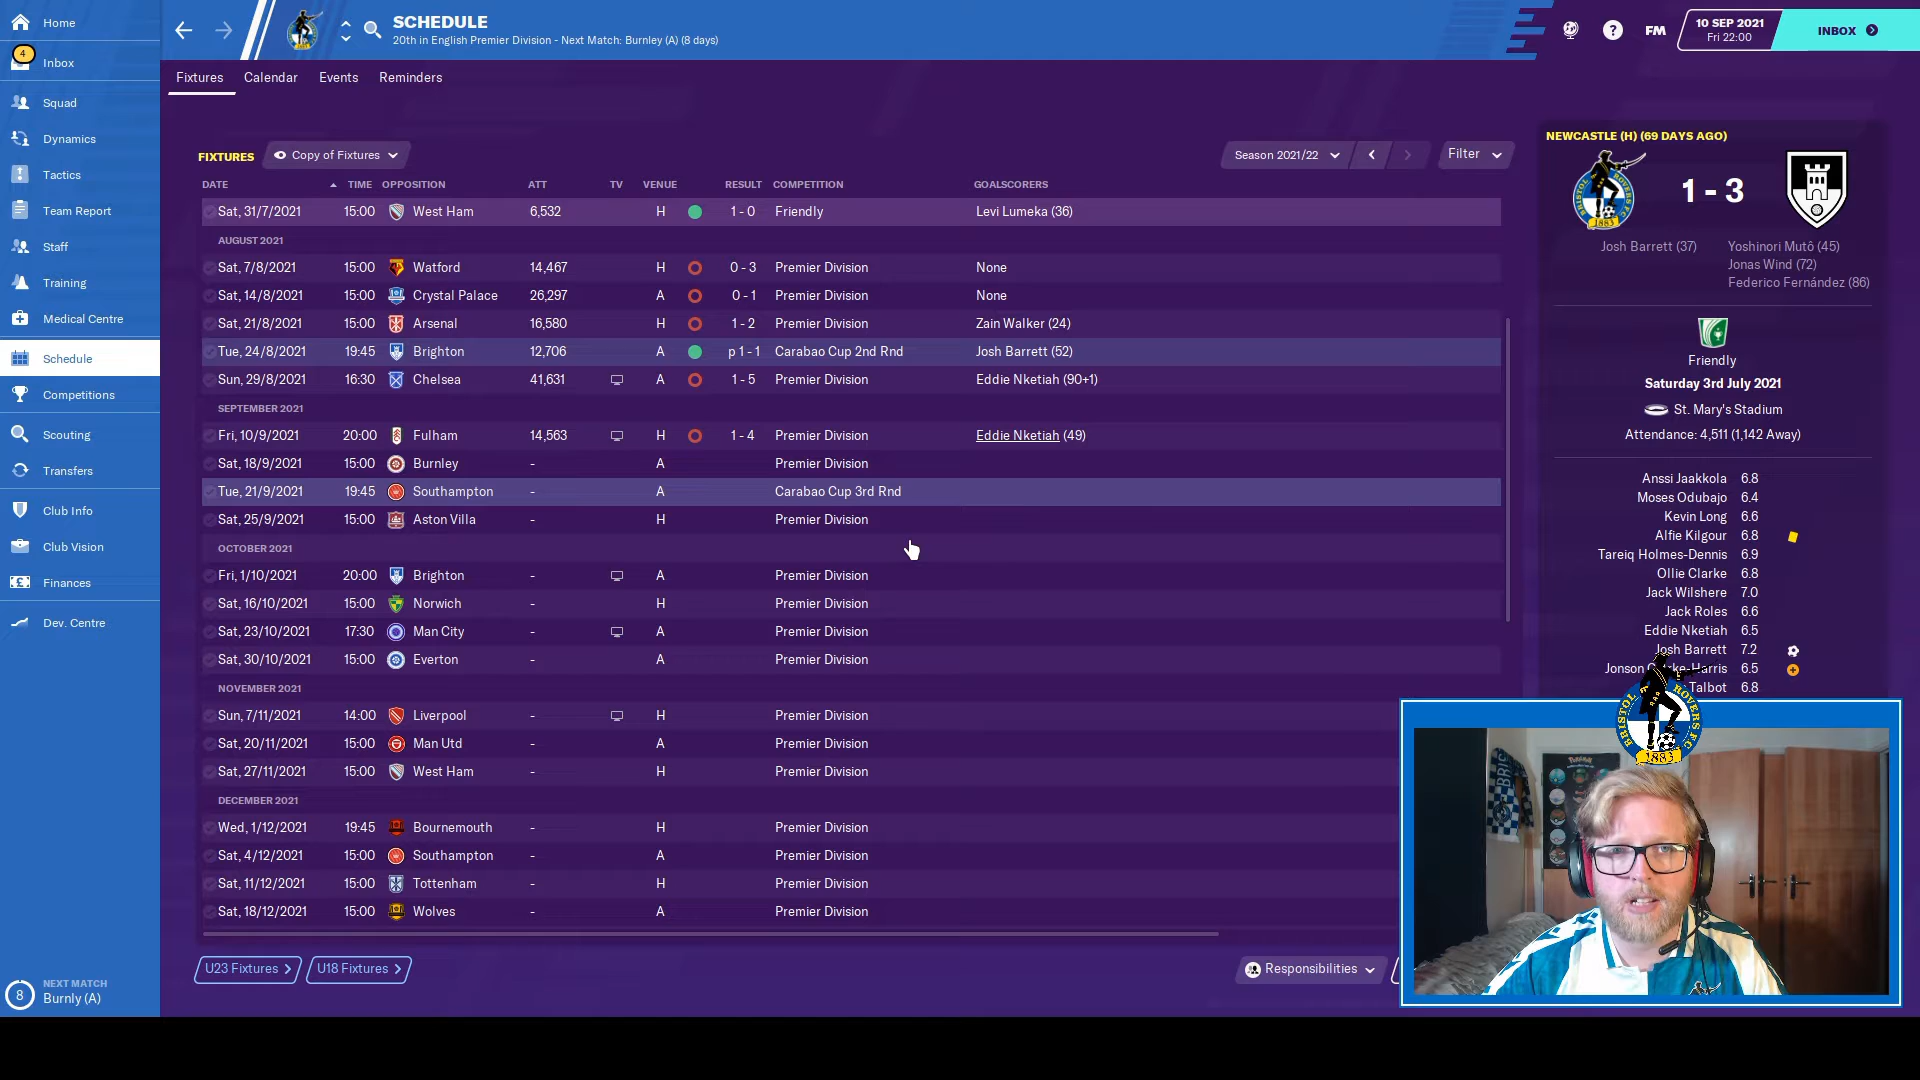 Home
4
Inbox
Squad
Dynamics
Tactics
Team Report
Staff
Training
Medical Centre
Schedule
Competitions
Scouting
Transfers
Club Info
Club Vision
Finances
Dev. Centre
8
NEXT MATCH
Burnly (A)
SCHEDULE
20th in English Premier Division - Next Match: Burnley (A) (8 days)
? FM
10 SEP 2021
Fri 22:00
INBOX
Fixtures Calendar Events Reminders
FIXTURES Copy of Fixtures Season 2021/22 Filter
DATE TIME OPPOSITION ATT TV VENUE RESULT COMPETITION GOALSCORERS
Sat, 31/7/2021 15:00 West Ham 6,532 H 1 - 0 Friendly Levi Lumeka (36)
AUGUST 2021
Sat, 7/8/2021 15:00 Watford 14,467 H 0 - 3 Premier Division None
Sat, 14/8/2021 15:00 Crystal Palace 26,297 A 0 - 1 Premier Division None
Sat, 21/8/2021 15:00 Arsenal 16,580 H 1 - 2 Premier Division Zain Walker (24)
Tue, 24/8/2021 19:45 Brighton 12,706 A p 1 - 1 Carabao Cup 2nd Rnd Josh Barrett (52)
Sun, 29/8/2021 16:30 Chelsea 41,631 A 1 - 5 Premier Division Eddie Nketiah (90+1)
SEPTEMBER 2021
Fri, 10/9/2021 20:00 Fulham 14,563 H 1 - 4 Premier Division Eddie Nketiah (49)
Sat, 18/9/2021 15:00 Burnley - A Premier Division
Tue, 21/9/2021 19:45 Southampton - A Carabao Cup 3rd Rnd
Sat, 25/9/2021 15:00 Aston Villa - H Premier Division
OCTOBER 2021
Fri, 1/10/2021 20:00 Brighton - A Premier Division
Sat, 16/10/2021 15:00 Norwich - H Premier Division
Sat, 23/10/2021 17:30 Man City - A Premier Division
Sat, 30/10/2021 15:00 Everton - A Premier Division
NOVEMBER 2021
Sun, 7/11/2021 14:00 Liverpool - H Premier Division
Sat, 20/11/2021 15:00 Man Utd - A Premier Division
Sat, 27/11/2021 15:00 West Ham - H Premier Division
DECEMBER 2021
Wed, 1/12/2021 19:45 Bournemouth - H Premier Division
Sat, 4/12/2021 15:00 Southampton - A Premier Division
Sat, 11/12/2021 15:00 Tottenham - H Premier Division
Sat, 18/12/2021 15:00 Wolves - A Premier Division
U23 Fixtures U18 Fixtures Responsibilities
NEWCASTLE (H) (69 DAYS AGO)
BRISTOL ROVERS FC
1883
1 - 3
Josh Barrett (37) Yoshinori Mutô (45)
Jonas Wind (72)
Federico Fernández (86)
Friendly
Saturday 3rd July 2021
St. Mary's Stadium
Attendance: 4,511 (1,142 Away)
Anssi Jaakkola 6.8
Moses Odubajo 6.4
Kevin Long 6.6
Alfie Kilgour 6.8
Tareiq Holmes-Dennis 6.9
Ollie Clarke 6.8
Jack Wilshere 7.0
Jack Roles 6.6
Eddie Nketiah 6.5
Josh Barrett 7.2
Jonson Clarke-Harris 6.5
Talbot 6.8
BRISTOL ROVERS FC
1883